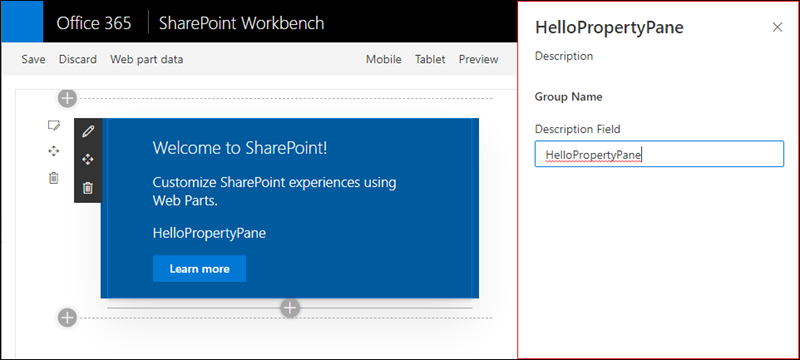 Office 365 SharePoint Workbench
Save Discard Web part data Mobile Tablet Preview
Welcome to SharePoint!
Customize SharePoint experiences using
Web Parts.
HelloPropertyPane
Learn more
HelloPropertyPane
Description
Group Name
Description Field
HelloPropertyPane